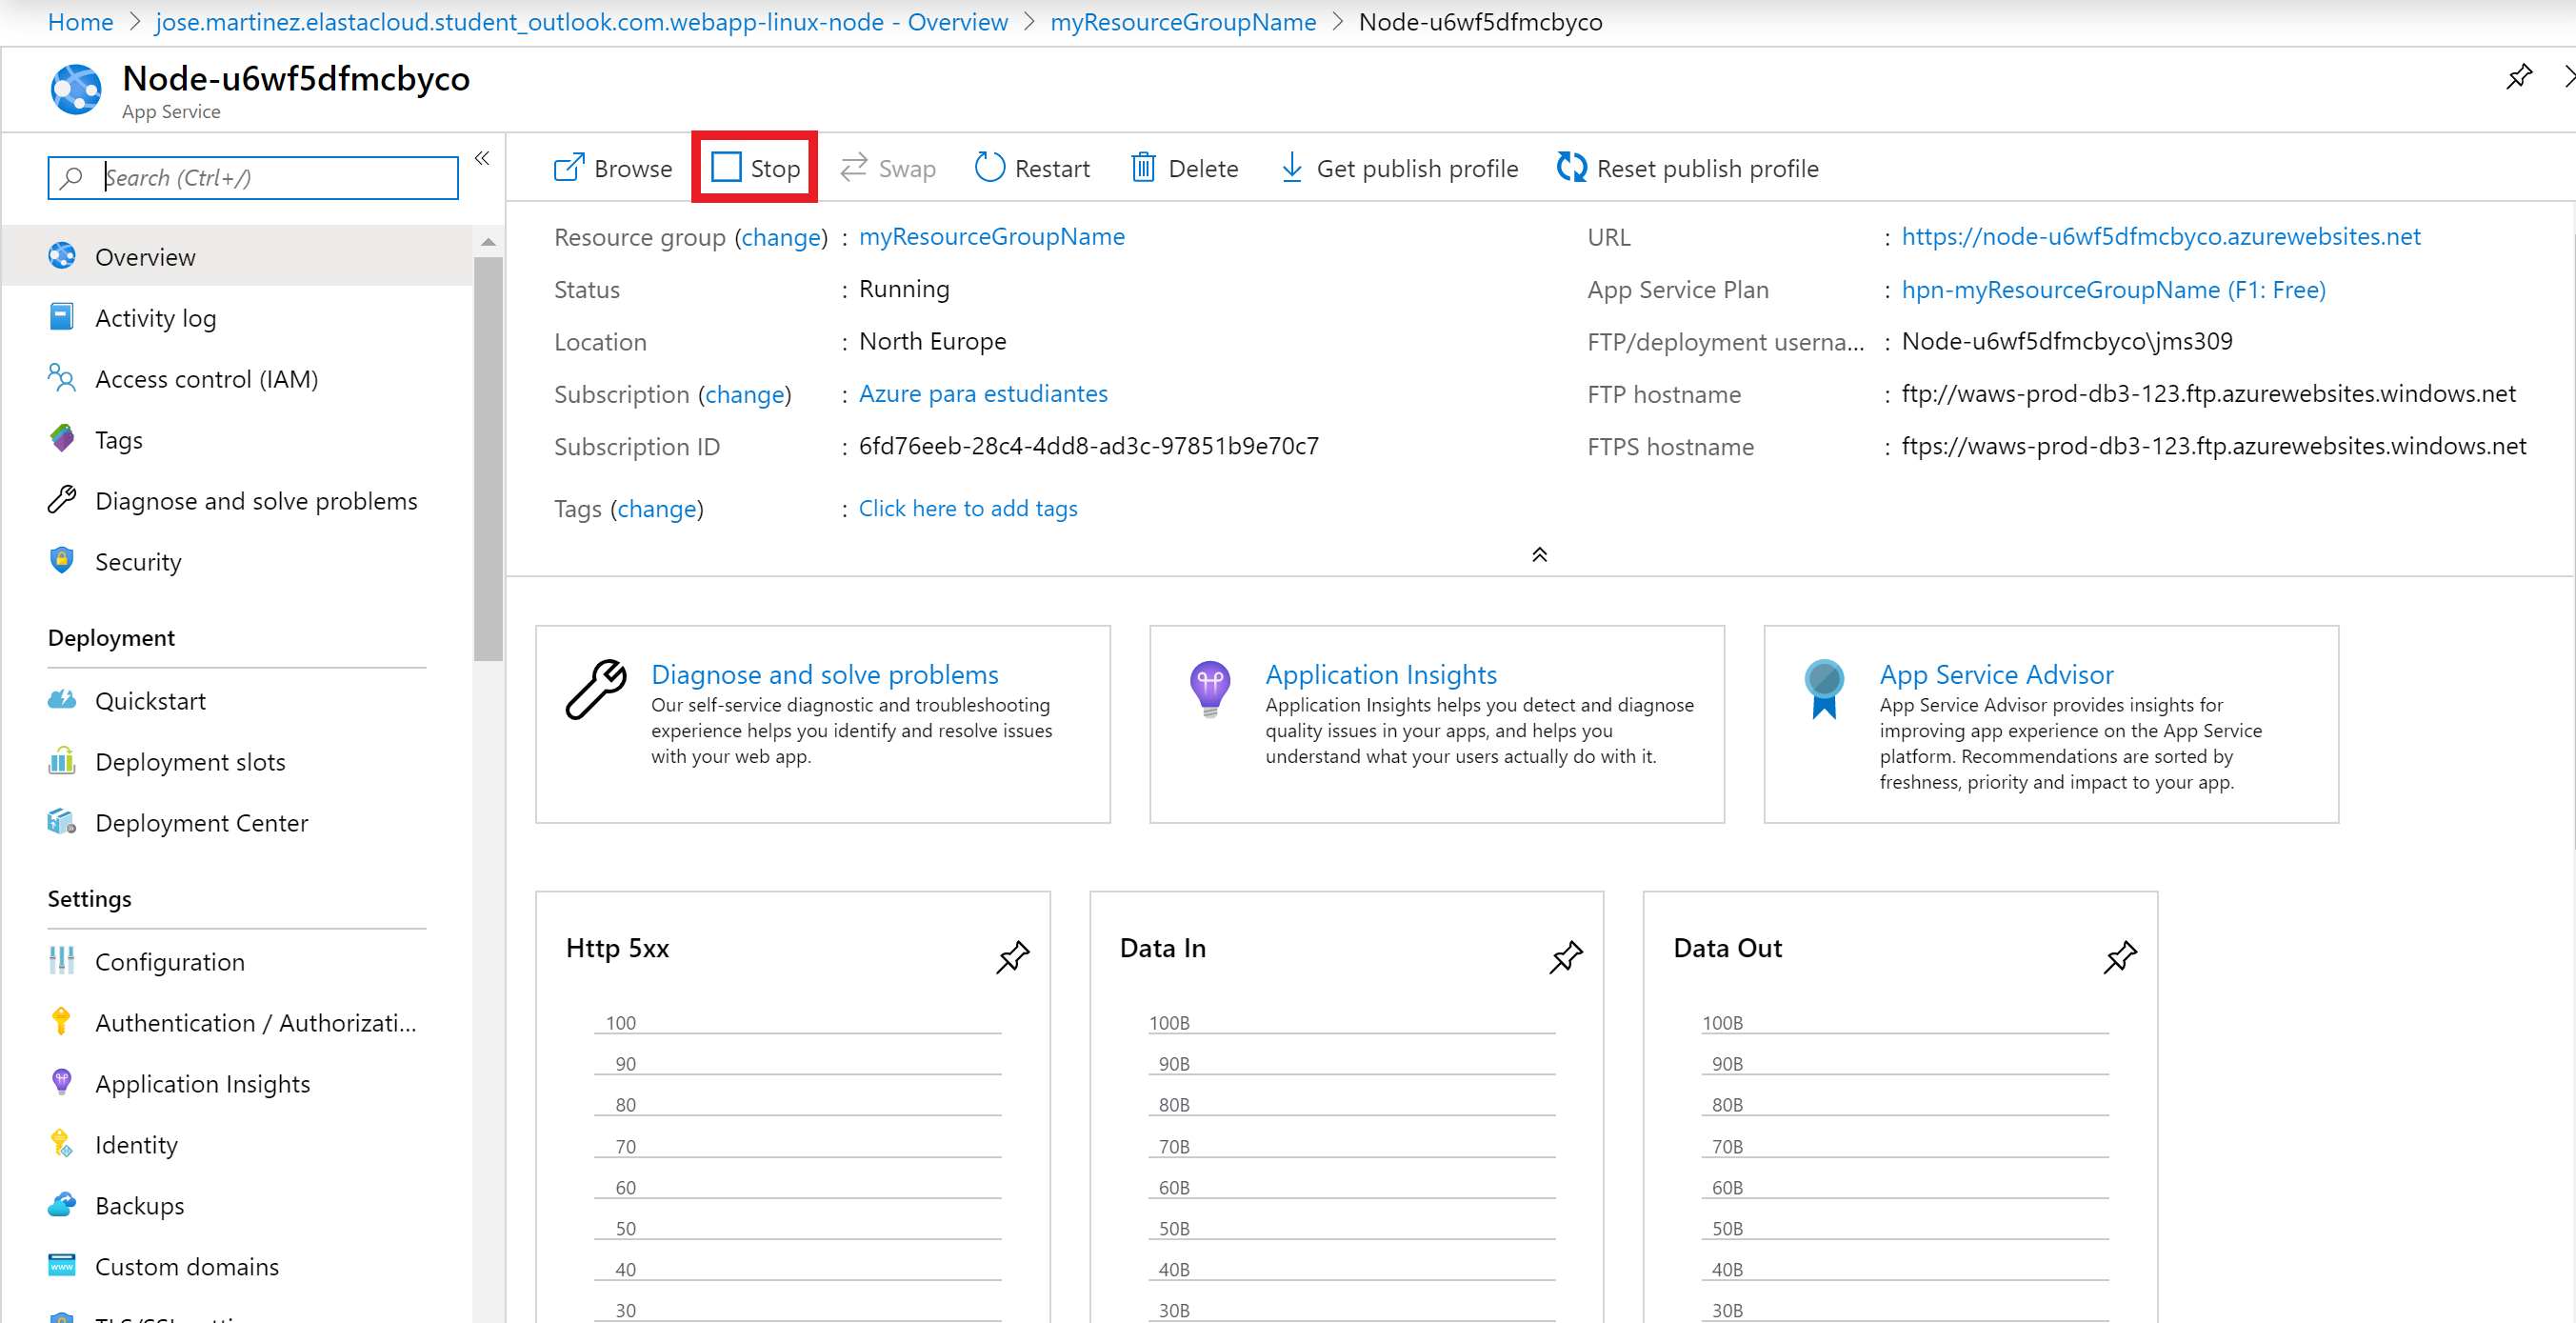 Home > jose.martinez.elastacloud.student_outlook.com.webapp-linux-node - Overview > myResourceGroupName > Node-u6wf5dfmcbyco
Node-u6wf5dfmcbyco
App Service
Search (Ctrl+/)
«
Overview
Activity log
Access control (IAM)
Tags
Diagnose and solve problems
Security
Deployment
Quickstart
Deployment slots
Deployment Center
Settings
Configuration
Authentication / Authorizati...
Application Insights
Identity
Backups
Custom domains
Browse Stop Swap Restart Delete Get publish profile Reset publish profile
Resource group (change) : myResourceGroupName
Status : Running
Location : North Europe
Subscription (change) : Azure para estudiantes
Subscription ID : 6fd76eeb-28c4-4dd8-ad3c-97851b9e70c7
Tags (change) : Click here to add tags
URL : https://node-u6wf5dfmcbyco.azurewebsites.net
App Service Plan : hpn-myResourceGroupName (F1: Free)
FTP/deployment userna... : Node-u6wf5dfmcbyco\jms309
FTP hostname : ftp://waws-prod-db3-123.ftp.azurewebsites.windows.net
FTPS hostname : ftps://waws-prod-db3-123.ftp.azurewebsites.windows.net
Diagnose and solve problems
Our self-service diagnostic and troubleshooting
experience helps you identify and resolve issues
with your web app.
Application Insights
Application Insights helps you detect and diagnose
quality issues in your apps, and helps you
understand what your users actually do with it.
App Service Advisor
App Service Advisor provides insights for
improving app experience on the App Service
platform. Recommendations are sorted by
freshness, priority and impact to your app.
Http 5xx
100
90
80
70
60
50
40
30
Data In
100B
90B
80B
70B
60B
50B
40B
30B
Data Out
100B
90B
80B
70B
60B
50B
40B
30B